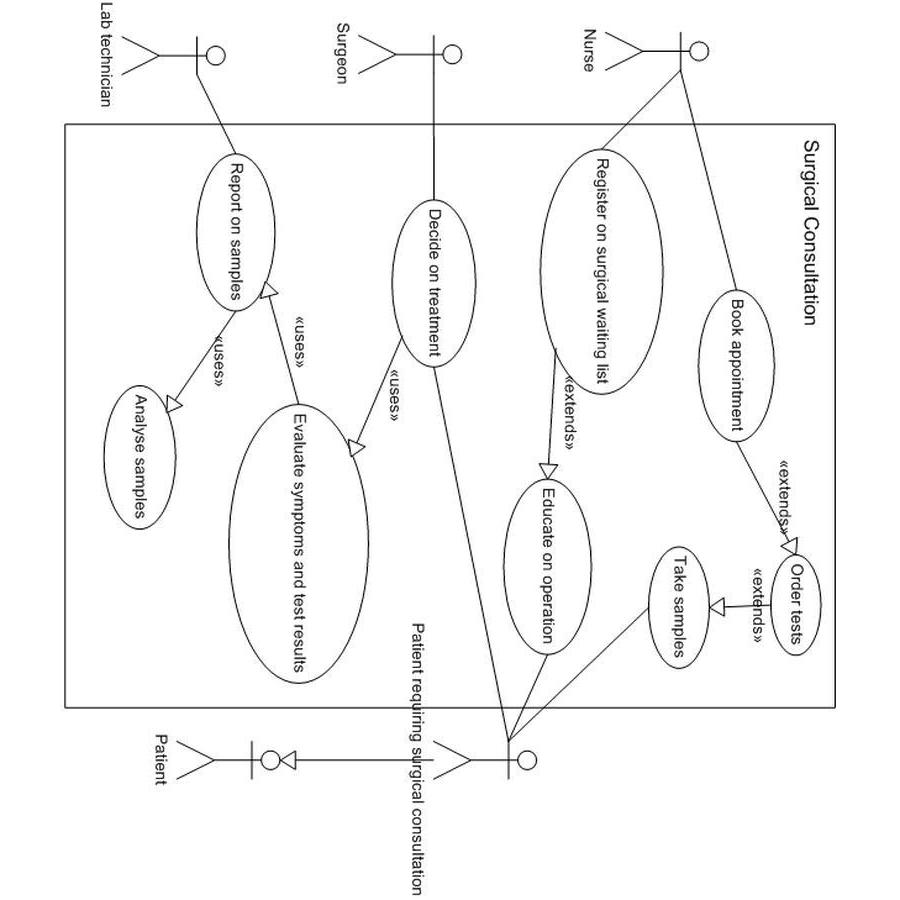 Surgical Consultation
Nurse
Book appointment
«extends»
Order tests
«extends»
Take samples
Register on surgical waiting list
«extends»
Educate on operation
Surgeon
Decide on treatment
Patient requiring surgical consultation
«uses»
Evaluate symptoms and test results
«uses»
Lab technician
Report on samples
«uses»
Analyse samples
Patient